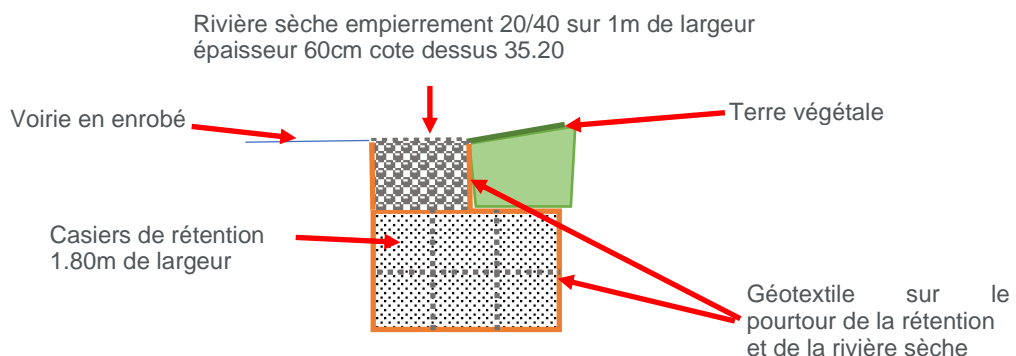 Rivière sèche empierrement 20/40 sur 1m de largeur
épaisseur 60cm cote dessus 35.20
Voirie en enrobé
Terre végétale
Casiers de rétention
1.80m de largeur
Géotextile sur le
pourtour de la rétention
et de la rivière sèche